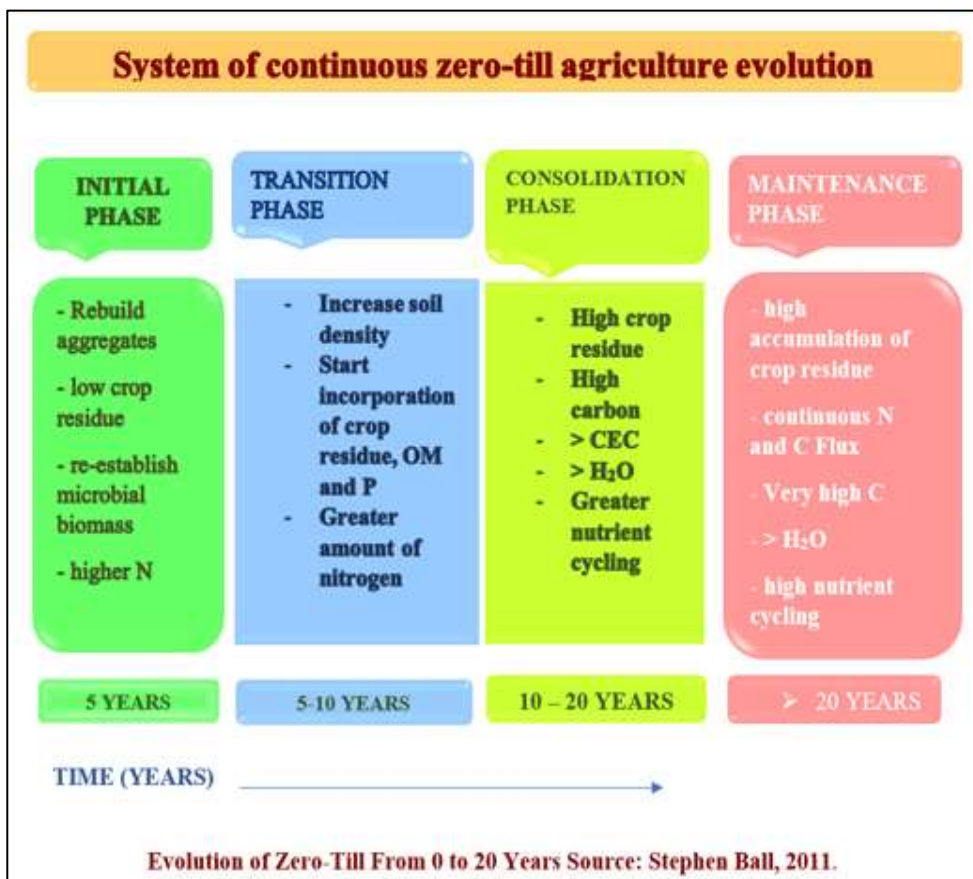 System of continuous zero-till agriculture evolution
INITIAL
PHASE
- Rebuild
aggregates
- low crop
residue
- re-establish
microbial
biomass
- higher N
5 YEARS
TRANSITION
PHASE
- Increase soil
density
- Start
incorporation
of crop
residue, OM
and P
- Greater
amount of
nitrogen
5-10 YEARS
CONSOLIDATION
PHASE
- High crop
residue
- High
carbon
- > CEC
- > H₂O
- Greater
nutrient
cycling
10 – 20 YEARS
MAINTENANCE
PHASE
- high
accumulation of
crop residue
- continuous N
and C Flux
- Very high C
- > H₂O
- high nutrient
cycling
➢ 20 YEARS
TIME (YEARS)
Evolution of Zero-Till From 0 to 20 Years Source: Stephen Ball, 2011.